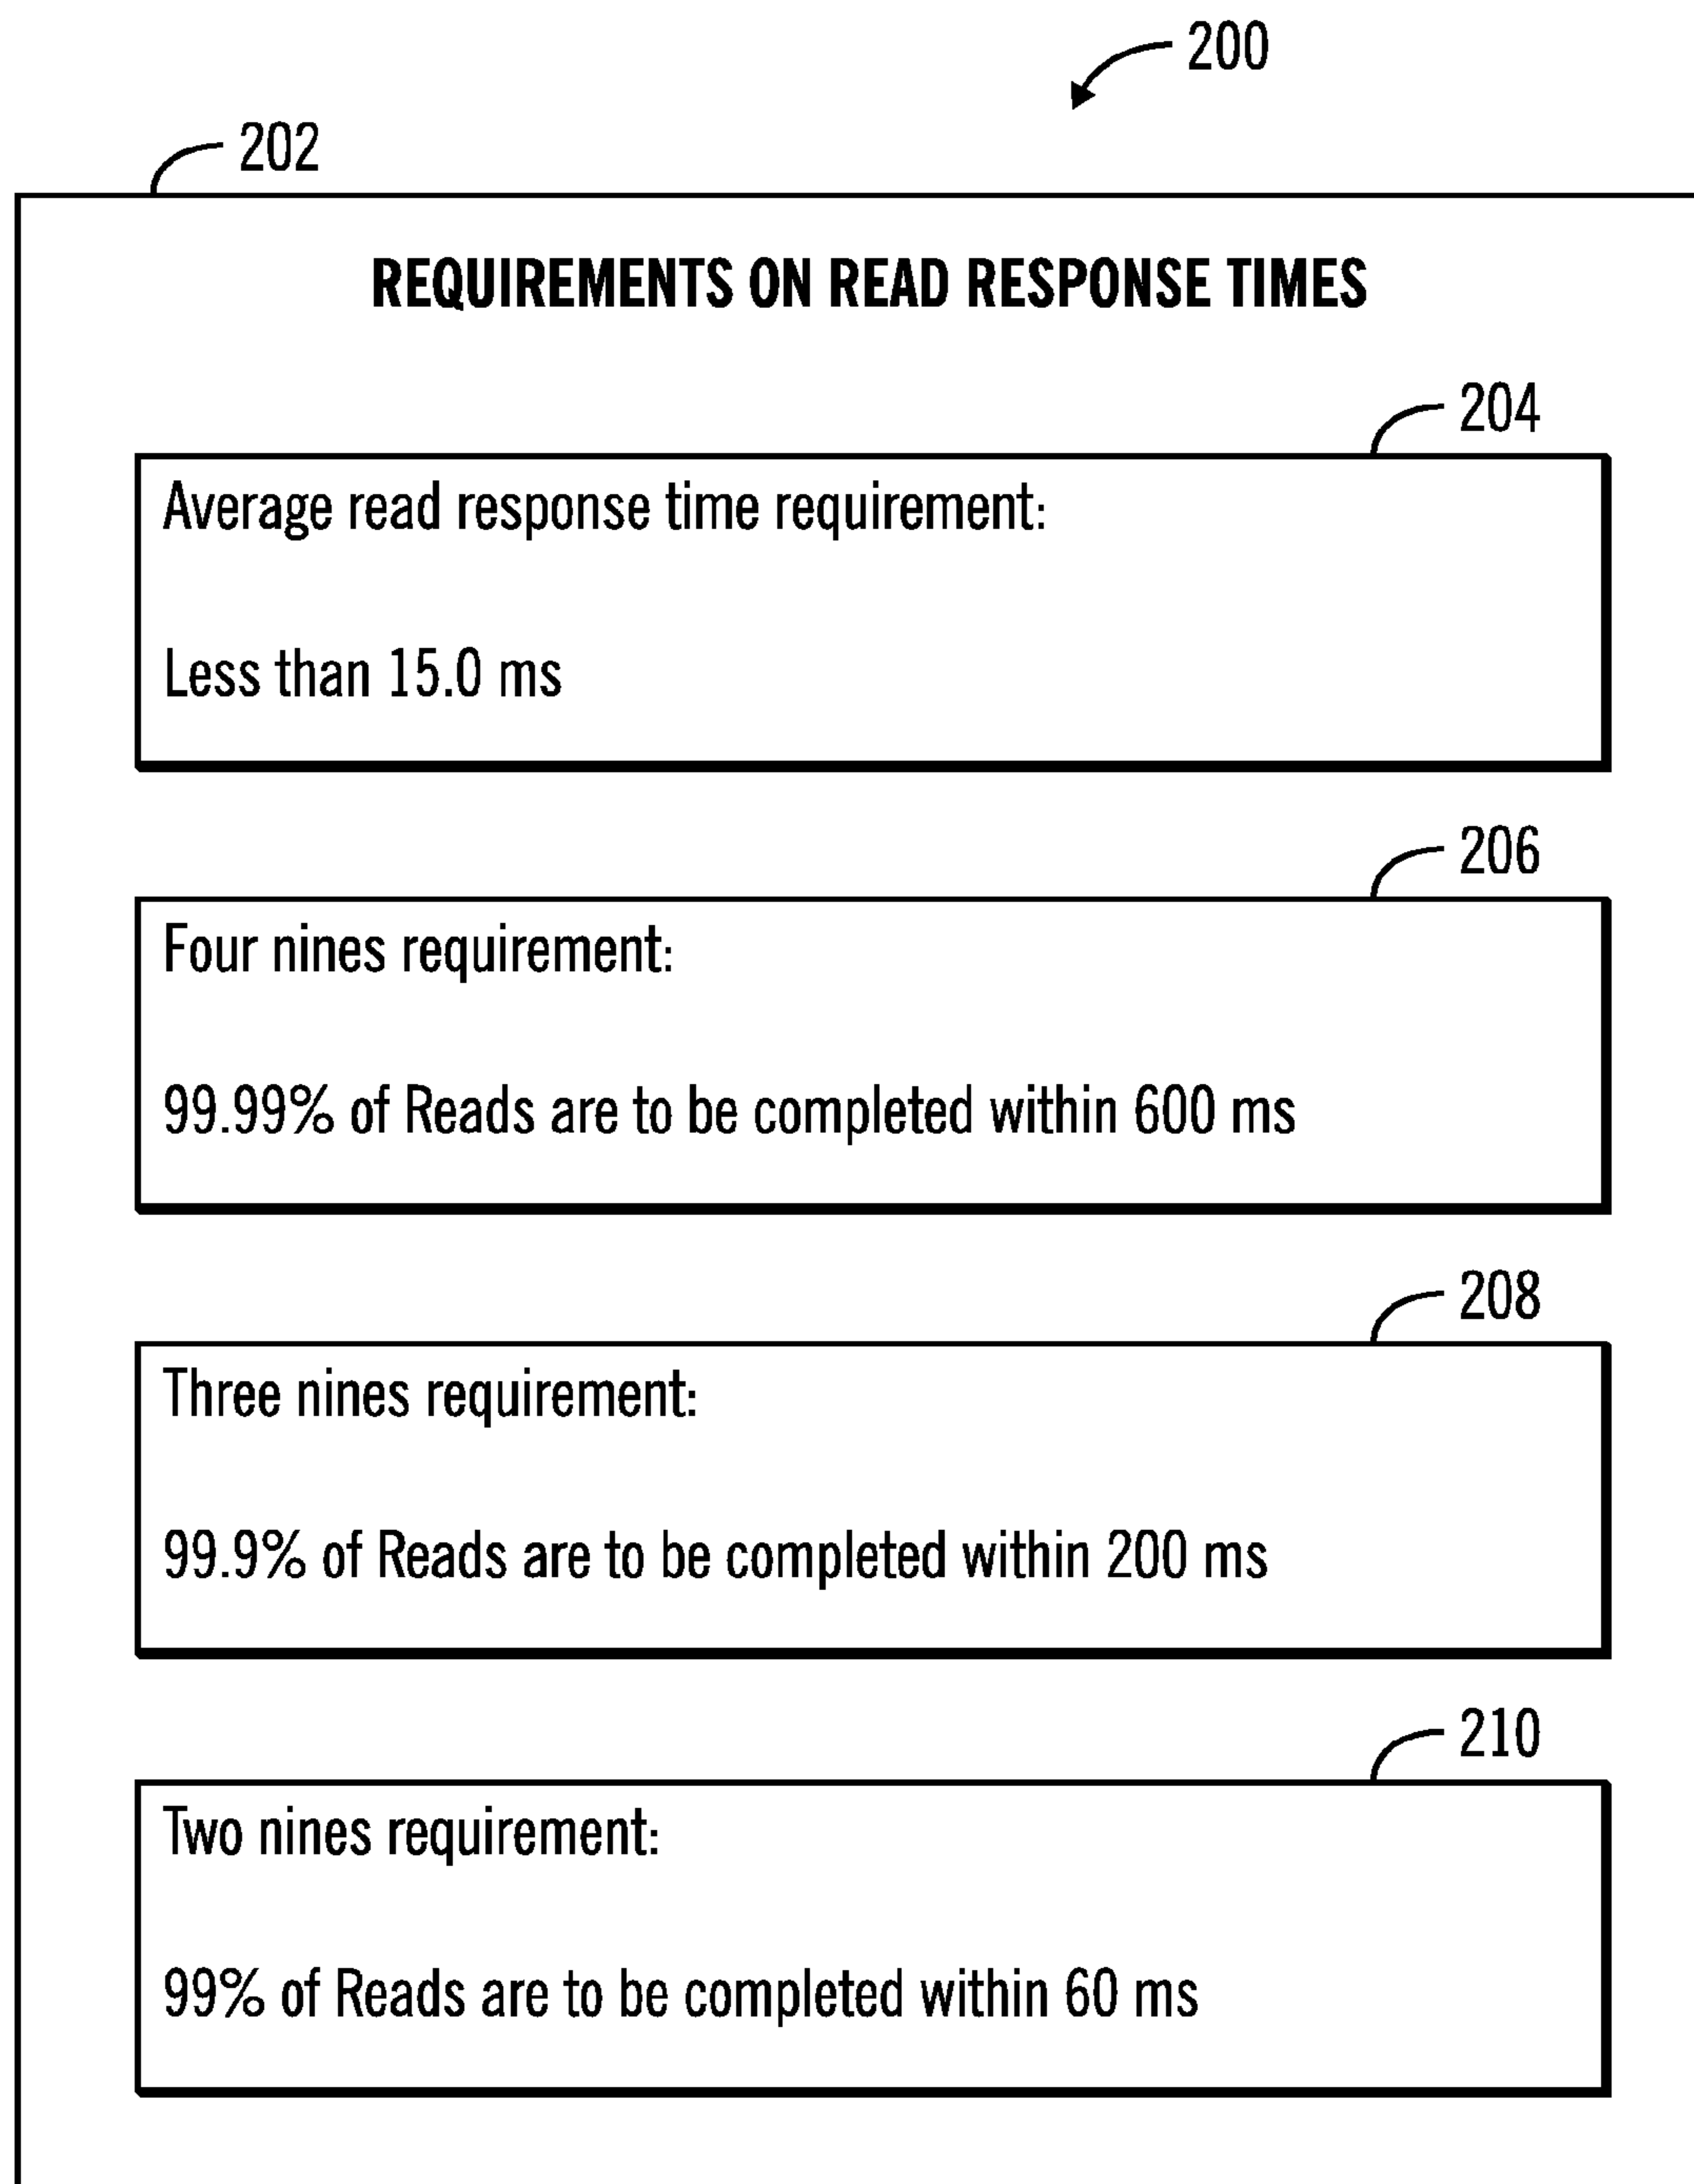 200
202
REQUIREMENTS ON READ RESPONSE TIMES
204
Average read response time requirement:
Less than 15.0 ms
206
Four nines requirement:
99.99% of Reads are to be completed within 600 ms
208
Three nines requirement:
99.9% of Reads are to be completed within 200 ms
210
Two nines requirement:
99% of Reads are to be completed within 60 ms